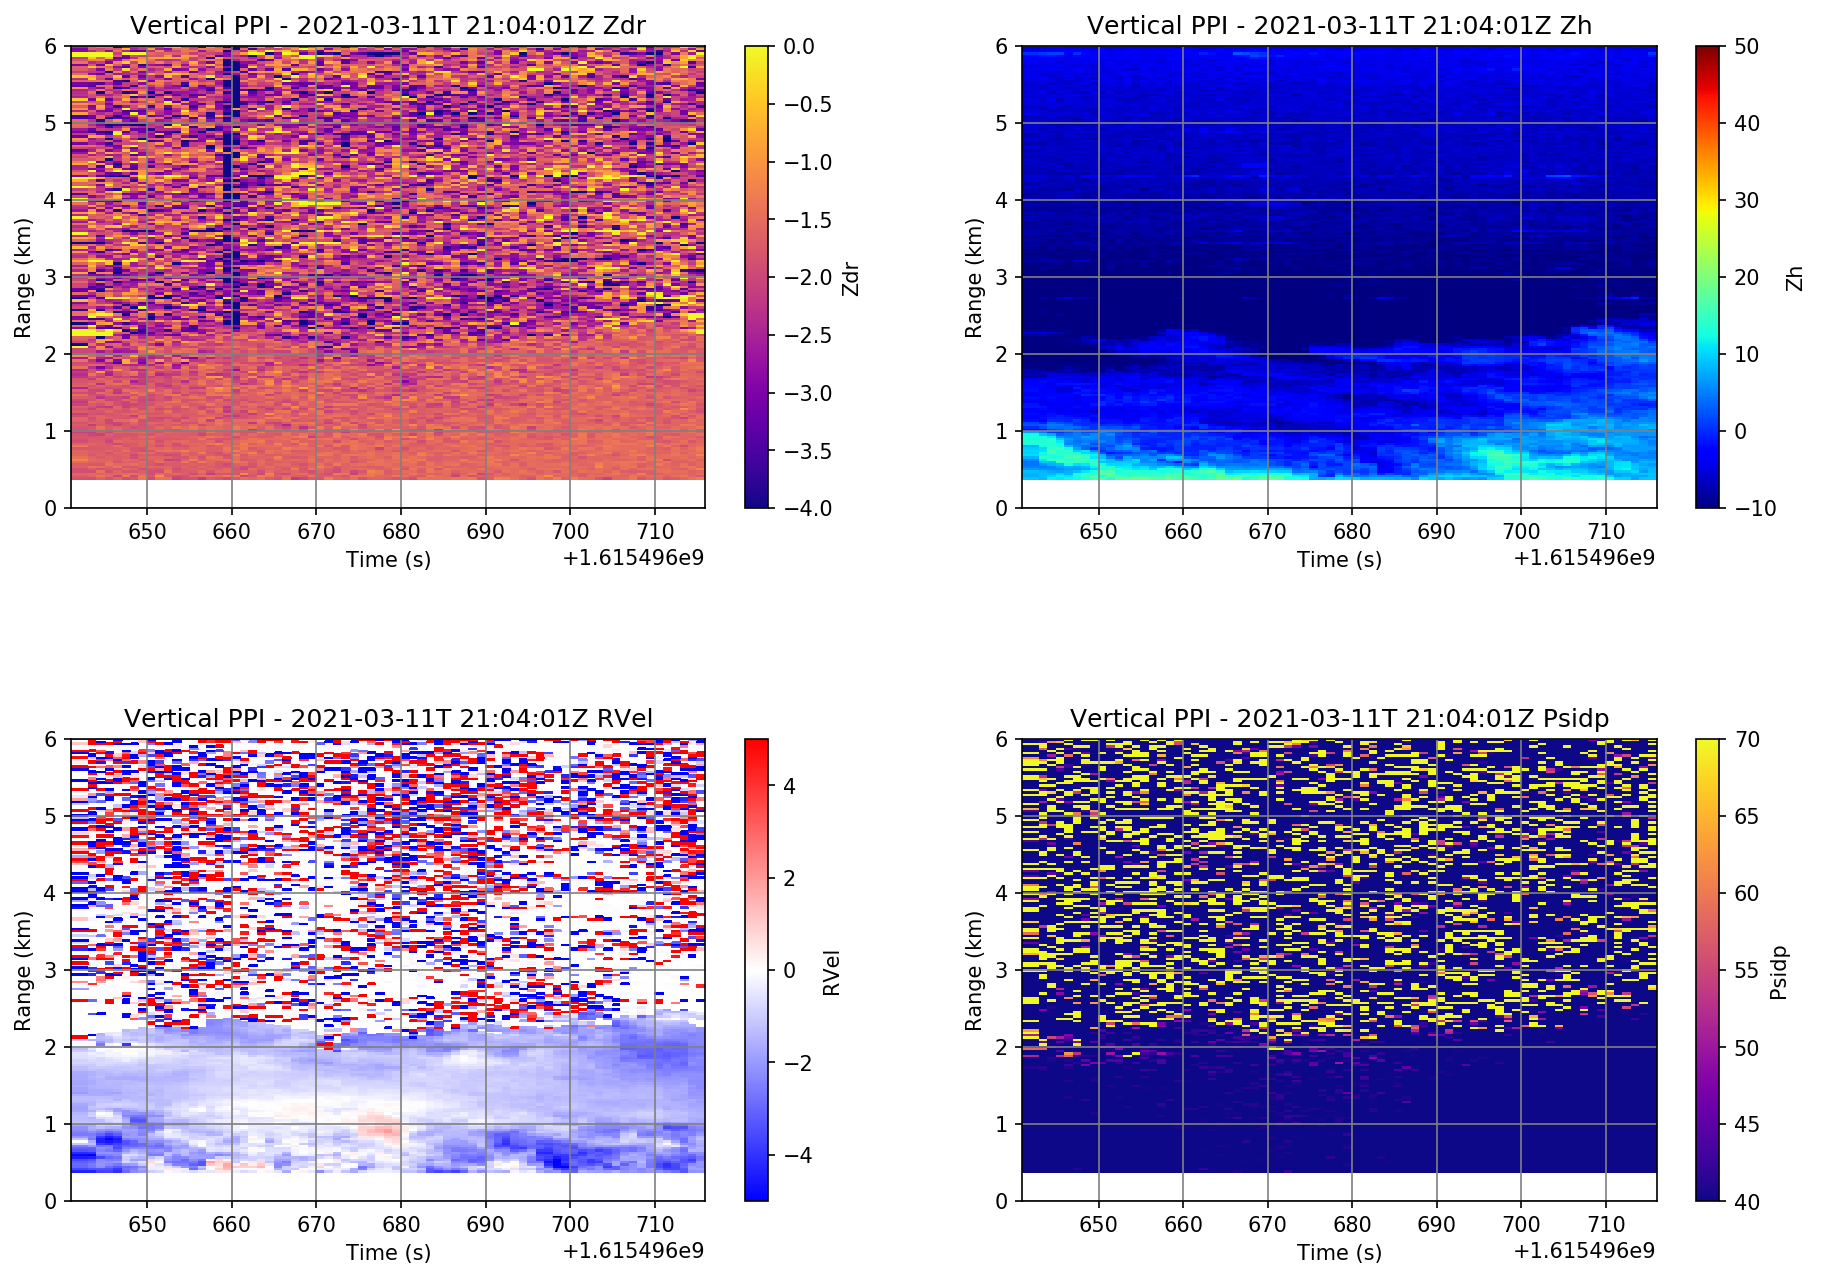 Vertical PPI - 2021-03-11T 21:04:01Z Zdr
6
5
4
3
2
1
0
Range (km)
650 660 670 680 690 700 710
Time (s)
+1.615496e9
0.0
−0.5
−1.0
−1.5
−2.0
−2.5
−3.0
−3.5
−4.0
Zdr
Vertical PPI - 2021-03-11T 21:04:01Z Zh
6
5
4
3
2
1
0
Range (km)
650 660 670 680 690 700 710
Time (s)
+1.615496e9
50
40
30
20
10
0
−10
Zh
Vertical PPI - 2021-03-11T 21:04:01Z RVel
6
5
4
3
2
1
0
Range (km)
650 660 670 680 690 700 710
Time (s)
+1.615496e9
4
2
0
−2
−4
RVel
Vertical PPI - 2021-03-11T 21:04:01Z Psidp
6
5
4
3
2
1
0
Range (km)
650 660 670 680 690 700 710
Time (s)
+1.615496e9
70
65
60
55
50
45
40
Psidp